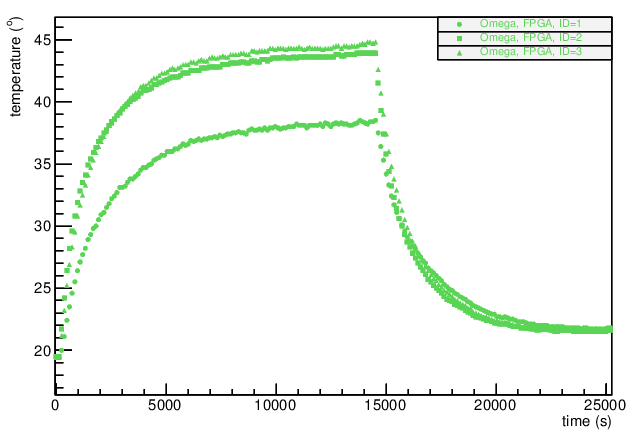 temperature (°)
45
40
35
30
25
20
Omega, FPGA, ID=1
Omega, FPGA, ID=2
Omega, FPGA, ID=3
0 5000 10000 15000 20000 25000
time (s)